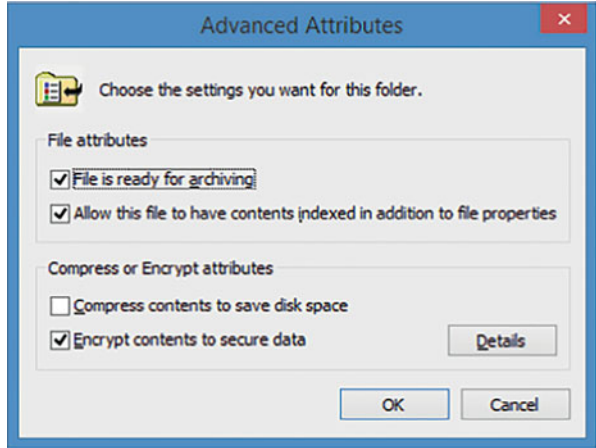 Advanced Attributes
Choose the settings you want for this folder.
File attributes
File is ready for archiving
Allow this file to have contents indexed in addition to file properties
Compress or Encrypt attributes
Compress contents to save disk space
Encrypt contents to secure data
Details
OK
Cancel